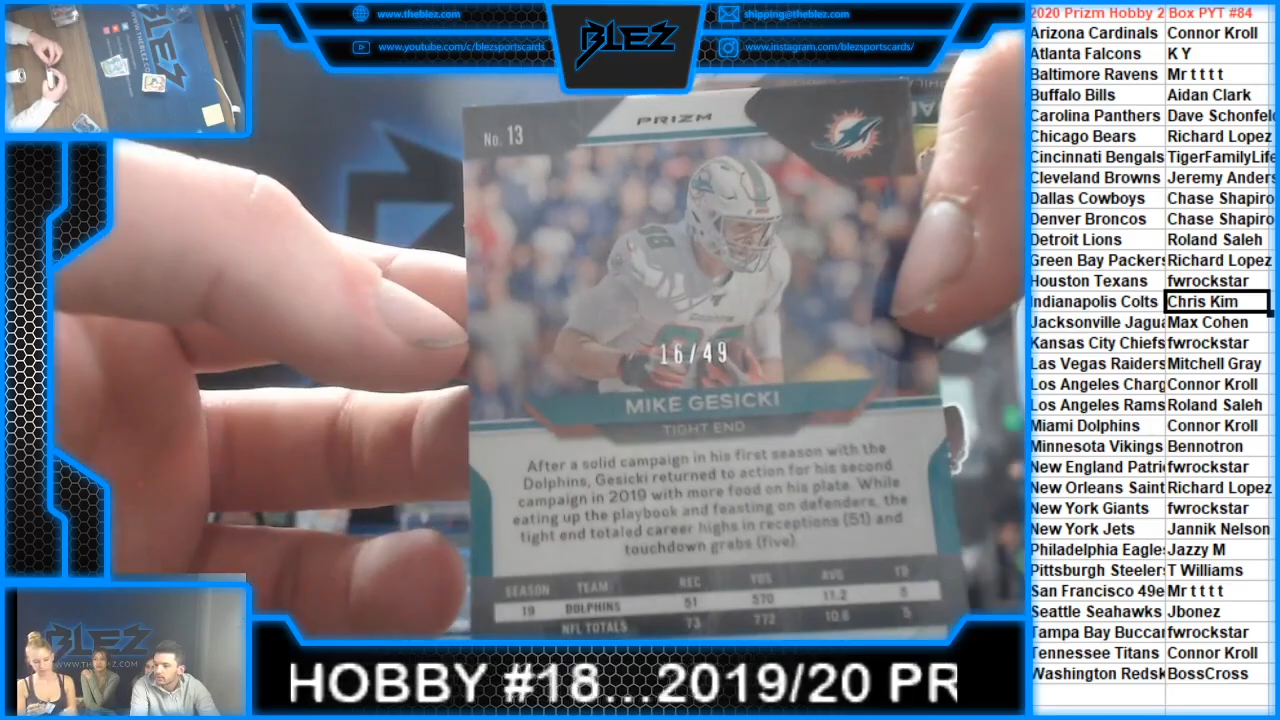 www.theblez.com
shipping@theblez.com
www.youtube.com/c/blezsportscards
www.instagram.com/blezsportscards/
BLEZ
No. 13
PRIZM
88
16/49
MIKE GESICKI
TIGHT END
After a solid campaign in his first season with the
Dolphins, Gesicki returned to action for his second
campaign in 2019 with more food on his plate. While
eating up the playbook and feasting on defenders, the
tight end totaled career highs in receptions (51) and
touchdown grabs (five).
SEASON TEAM REC YDS AVG TD
19 DOLPHINS 51 570 11.2 5
NFL TOTALS 73 772 10.6 5
BLEZ
WWW.THEBLEZ.COM
HOBBY #18...2019/20 PR
2020 Prizm Hobby 2 Box PYT #84
Arizona Cardinals Connor Kroll
Atlanta Falcons K Y
Baltimore Ravens Mr t t t t
Buffalo Bills Aidan Clark
Carolina Panthers Dave Schonfel
Chicago Bears Richard Lopez
Cincinnati Bengals TigerFamilyLife
Cleveland Browns Jeremy Anders
Dallas Cowboys Chase Shapiro
Denver Broncos Chase Shapiro
Detroit Lions Roland Saleh
Green Bay Packers Richard Lopez
Houston Texans fwrockstar
Indianapolis Colts Chris Kim
Jacksonville Jagua Max Cohen
Kansas City Chiefs fwrockstar
Las Vegas Raiders Mitchell Gray
Los Angeles Charg Connor Kroll
Los Angeles Rams Roland Saleh
Miami Dolphins Connor Kroll
Minnesota Vikings Bennotron
New England Patri fwrockstar
New Orleans Saint Richard Lopez
New York Giants fwrockstar
New York Jets Jannik Nelson
Philadelphia Eagle Jazzy M
Pittsburgh Steeler T Williams
San Francisco 49e Mr t t t t
Seattle Seahawks Jbonez
Tampa Bay Buccar fwrockstar
Tennessee Titans Connor Kroll
Washington Redsk BossCross